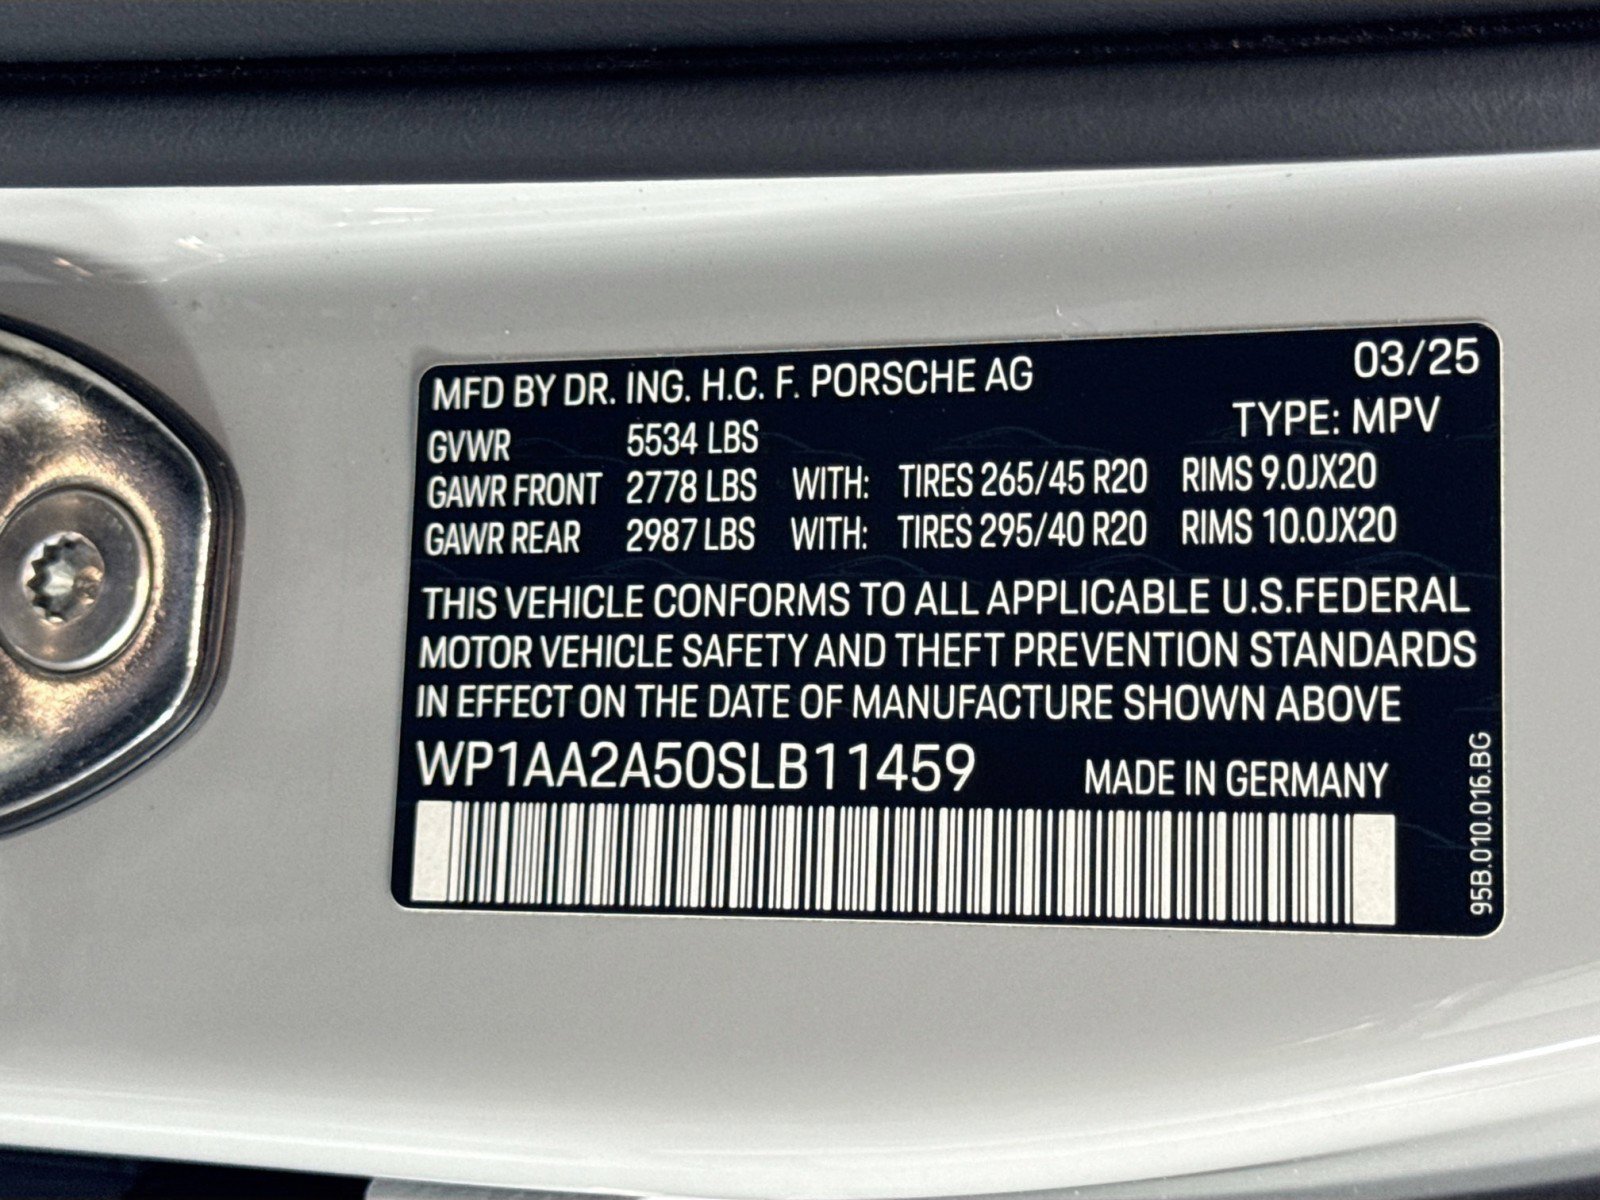 MFD BY DR. ING. H.C. F. PORSCHE AG 03/25
GVWR 5534 LBS TYPE: MPV
GAWR FRONT 2778 LBS WITH: TIRES 265/45 R20 RIMS 9.0JX20
GAWR REAR 2987 LBS WITH: TIRES 295/40 R20 RIMS 10.0JX20
THIS VEHICLE CONFORMS TO ALL APPLICABLE U.S.FEDERAL
MOTOR VEHICLE SAFETY AND THEFT PREVENTION STANDARDS
IN EFFECT ON THE DATE OF MANUFACTURE SHOWN ABOVE
WP1AA2A50SLB11459 MADE IN GERMANY
95B.010.016.BG